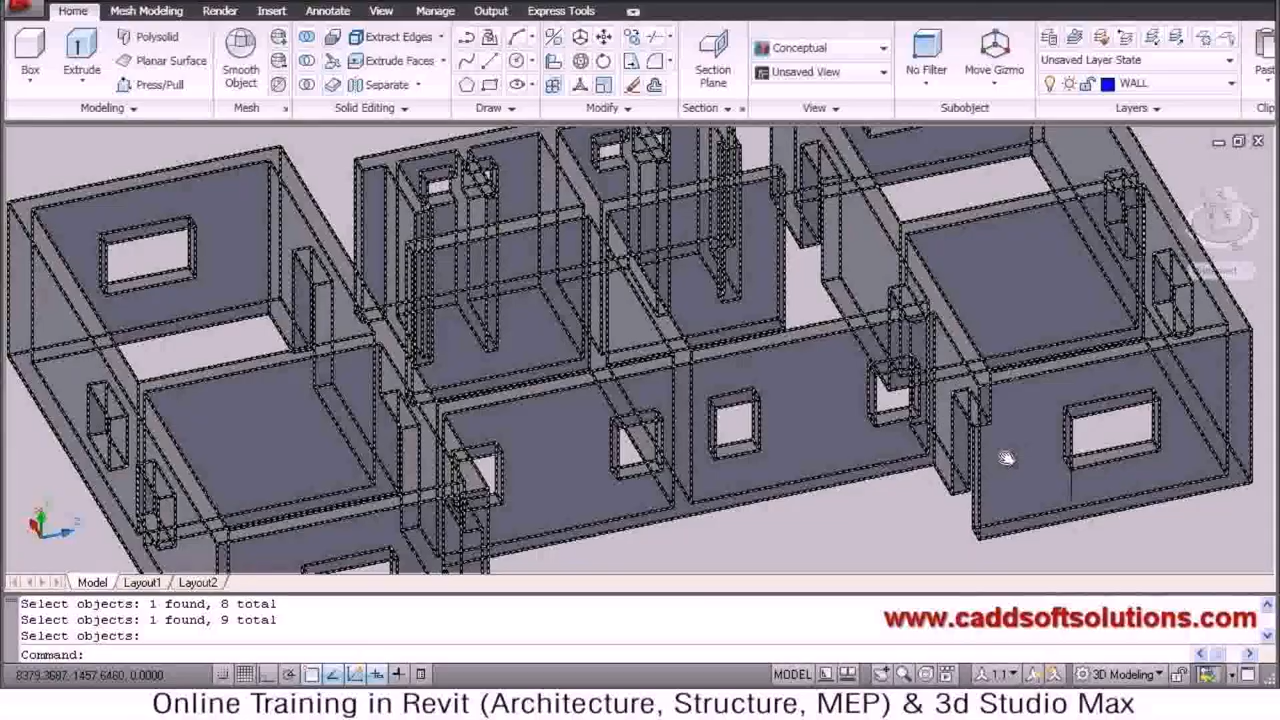 Home Mesh Modeling Render Insert Annotate View Manage Output Express Tools
Box
Extrude
Polysolid
Planar Surface
Press/Pull
Smooth
Object
Extract Edges
Extrude Faces
Separate
Section
Plane
Conceptual
Unsaved View
No Filter
Move Gizmo
Unsaved Layer State
WALL
Past
Modeling
Mesh
Solid Editing
Draw
Modify
Section
View
Subobject
Layers
Clip
Model Layout1 Layout2
Select objects: 1 found, 8 total
Select objects: 1 found, 9 total
Select objects:
Command:
www.caddsoftsolutions.com
8379.3687, 1457.6460, 0.0000
MODEL
1:1
3D Modeling
Online Training in Revit (Architecture, Structure, MEP) & 3d Studio Max